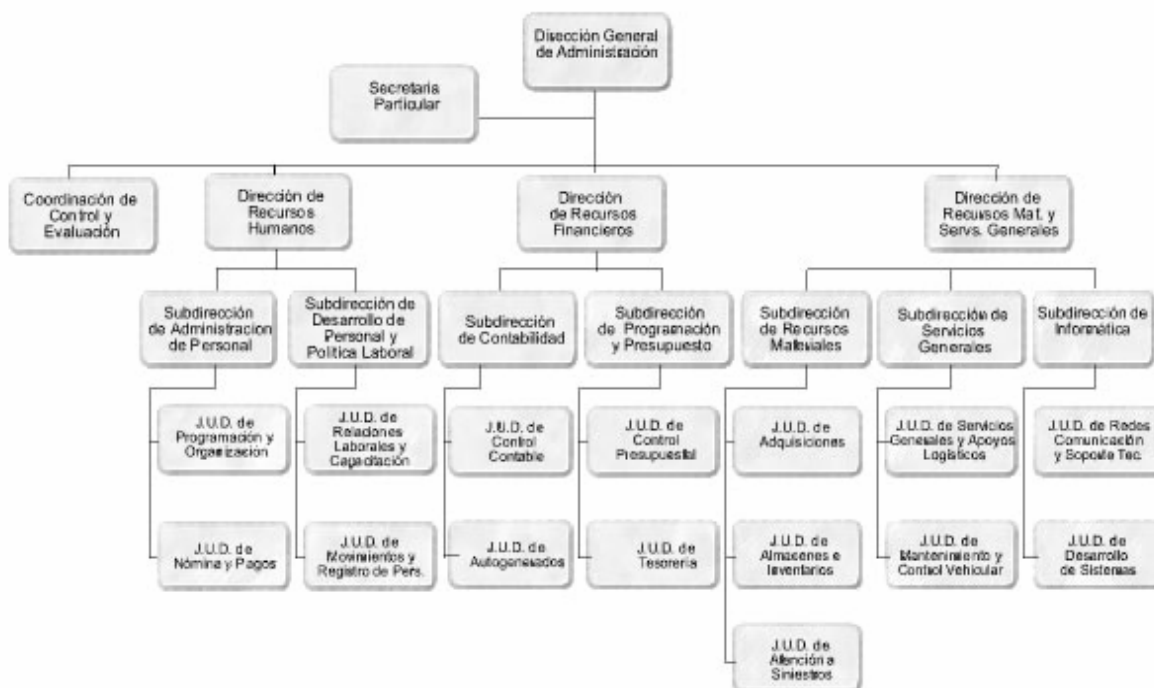 Dirección General
de Administración
Secretaria
Particular
Coordinación de
Control y
Evaluación
Dirección de
Recursos
Humanos
Dirección
de Recursos
Financieros
Dirección de
Recursos Mat. y
Servs. Generales
Subdirección
de Administracion
de Personal
Subdirección de
Desarrollo de
Personal y
Política Laboral
Subdirección
de Contabilidad
Subdirección
de Programación
y Presupuesto
Subdirección
de Recursos
Materiales
Subdirección de
Servicios
Generales
Subdirección de
Informática
J.U.D. de
Programación y
Organización
J.U.D. de
Relaciones
Laborales y
Capacitación
J.U.D. de
Control
Contable
J.U.D. de
Control
Presupuestal
J.U.D. de
Adquisiciones
J.U.D. de Servicios
Generales y Apoyos
Logísticos
J.U.D. de Redes
Comunicación
y Soporte Tec.
J.U.D. de
Nómina y Pagos
J.U.D. de
Movimientos y
Registro de Pers.
J.U.D. de
Autogenerados
J.U.D. de
Tesorería
J.U.D. de
Almacenes e
Inventarios
J.U.D. de
Mantenimiento y
Control Vehicular
J.U.D. de
Desarrollo
de Sistemas
J.U.D. de
Atención a
Siniestros